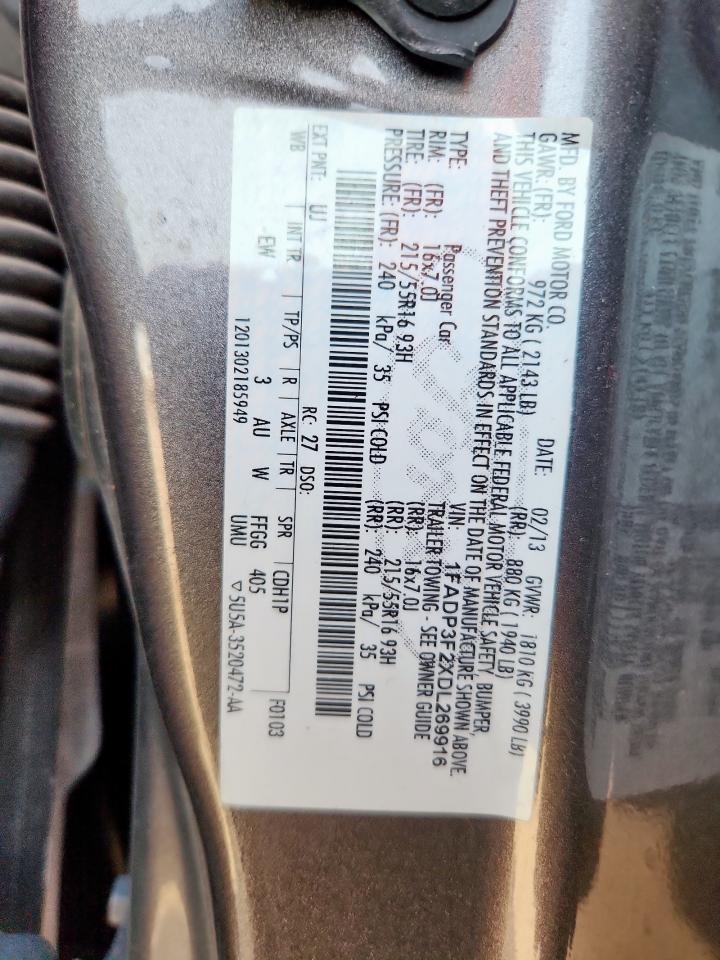 MFD. BY FORD MOTOR CO.
DATE: 02/13 GVWR: 1810 KG ( 3990 LB)
GAWR: (FR): 972 KG ( 2143 LB) (RR): 880 KG ( 1940 LB)
THIS VEHICLE CONFORMS TO ALL APPLICABLE FEDERAL MOTOR VEHICLE SAFETY, BUMPER,
AND THEFT PREVENTION STANDARDS IN EFFECT ON THE DATE OF MANUFACTURE SHOWN ABOVE.
VIN: 1FADP3F2XDL269916
TYPE: Passenger Car TRAILER TOWING - SEE OWNER GUIDE
RIM: (FR): 16x7.0J (RR): 16x7.0J
TIRE: (FR): 215/55R16 93H (RR): 215/55R16 93H
PRESSURE: (FR): 240 kPa/ 35 PSI COLD (RR): 240 kPa/ 35 PSI COLD
EXT PNT: UJ RC: 27 DSO: F0103
WB INT TR TP/PS R AXLE TR SPR CDH1P
EW 3 AU W FFGG 405
1201302185949 UMU ▽5U5A-3520472-AA